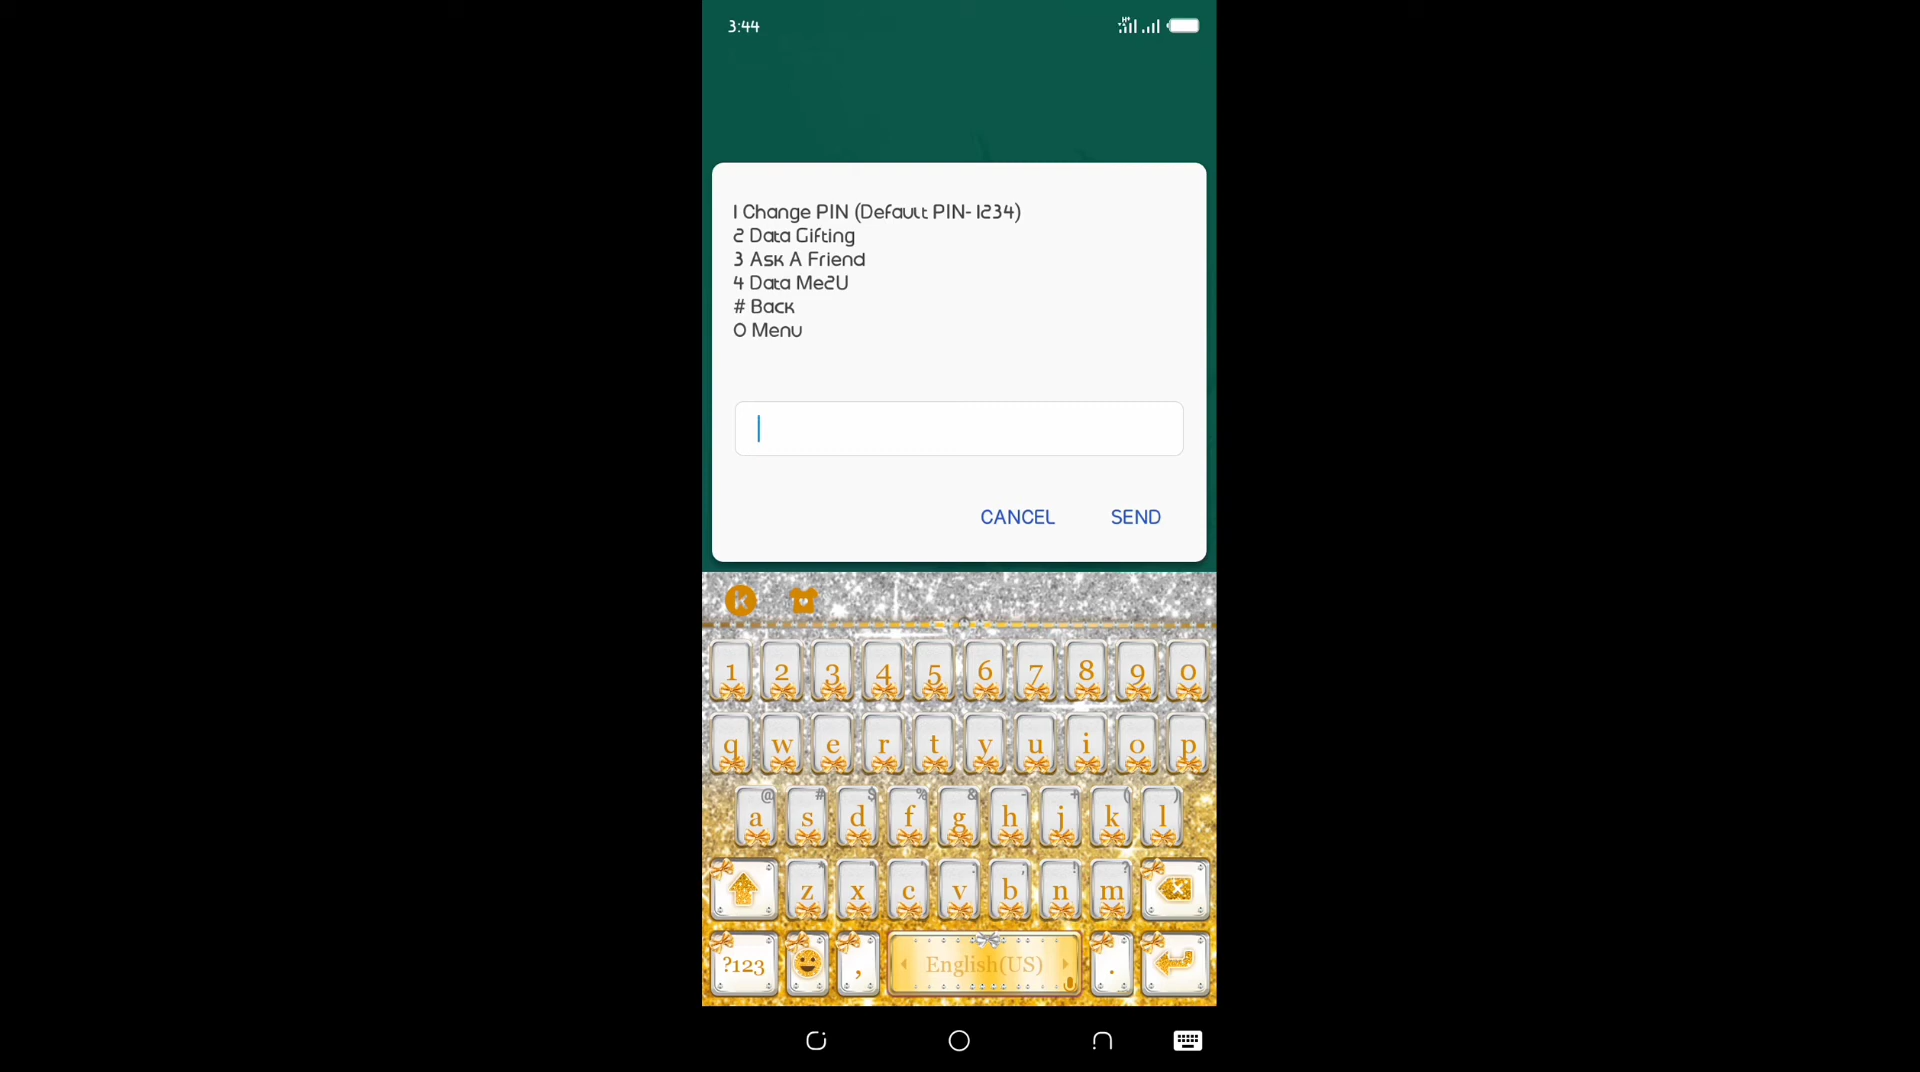 3:44
1 Change PIN (Default PIN- 1234)
2 Data Gifting
3 Ask A Friend
4 Data Me2U
# Back
0 Menu
CANCEL SEND
K
1 2 3 4 5 6 7 8 9 0
q w e r t y u i o p
@ # $ % & - + ( )
a s d f g h j k l
z x c v b n m
?123 , English(US) .